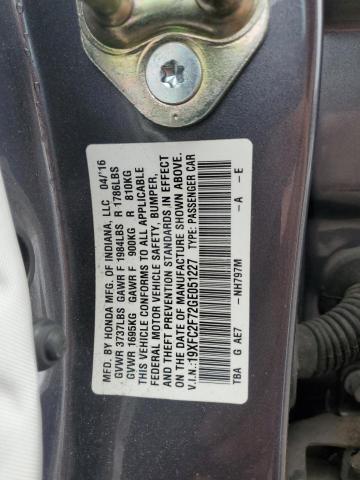 MFD. BY HONDA MFG. OF INDIANA, LLC 04/'16
GVWR 3737LBS GAWR F 1984LBS R 1786LBS
GVWR 1695KG GAWR F 900KG R 810KG
THIS VEHICLE CONFORMS TO ALL APPLICABLE
FEDERAL MOTOR VEHICLE SAFETY, BUMPER,
AND THEFT PREVENTION STANDARDS IN EFFECT
ON THE DATE OF MANUFACTURE SHOWN ABOVE.
V.I.N.: 19XFC2F72GE051227 TYPE: PASSENGER CAR
TBA G AE7 -NH797M -A -E